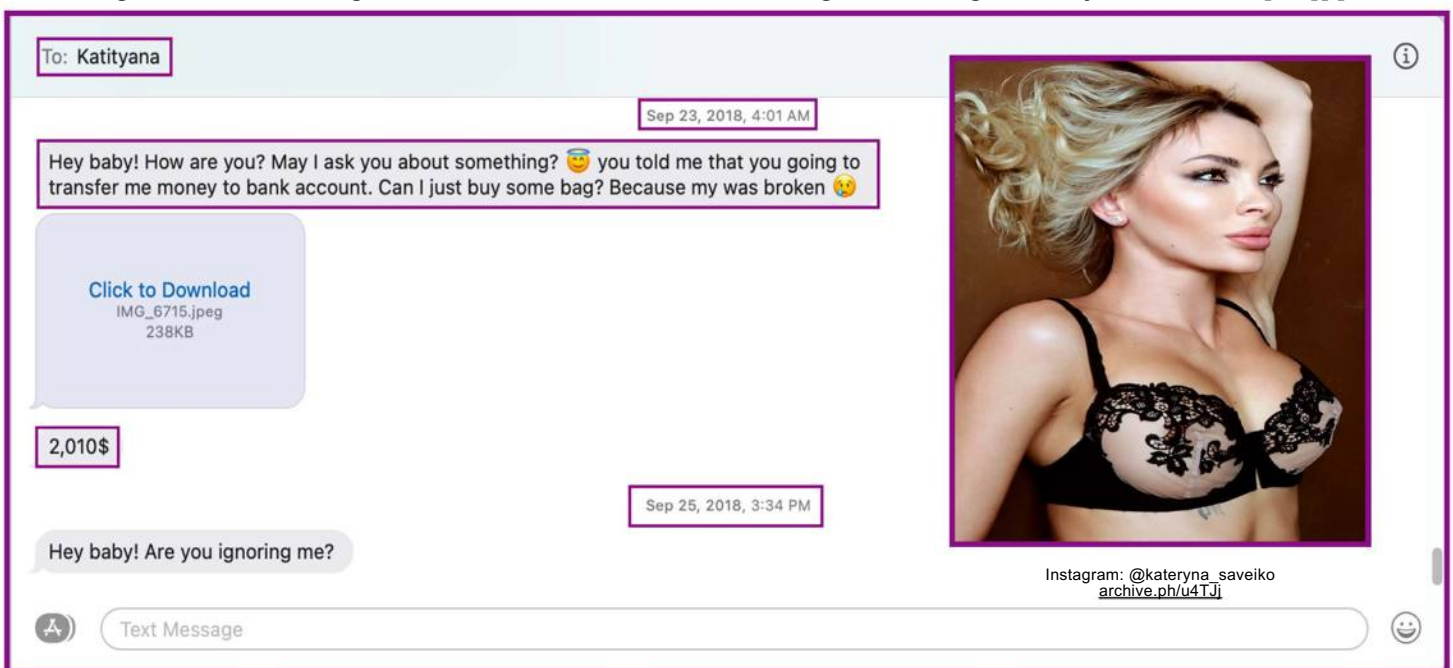 To: Katityana
Sep 23, 2018, 4:01 AM
Hey baby! How are you? May I ask you about something? 😇 you told me that you going to
transfer me money to bank account. Can I just buy some bag? Because my was broken 😢
Click to Download
IMG_6715.jpeg
238KB
2,010$
Sep 25, 2018, 3:34 PM
Hey baby! Are you ignoring me?
Instagram: @kateryna_saveiko
archive.ph/u4TJj
Text Message